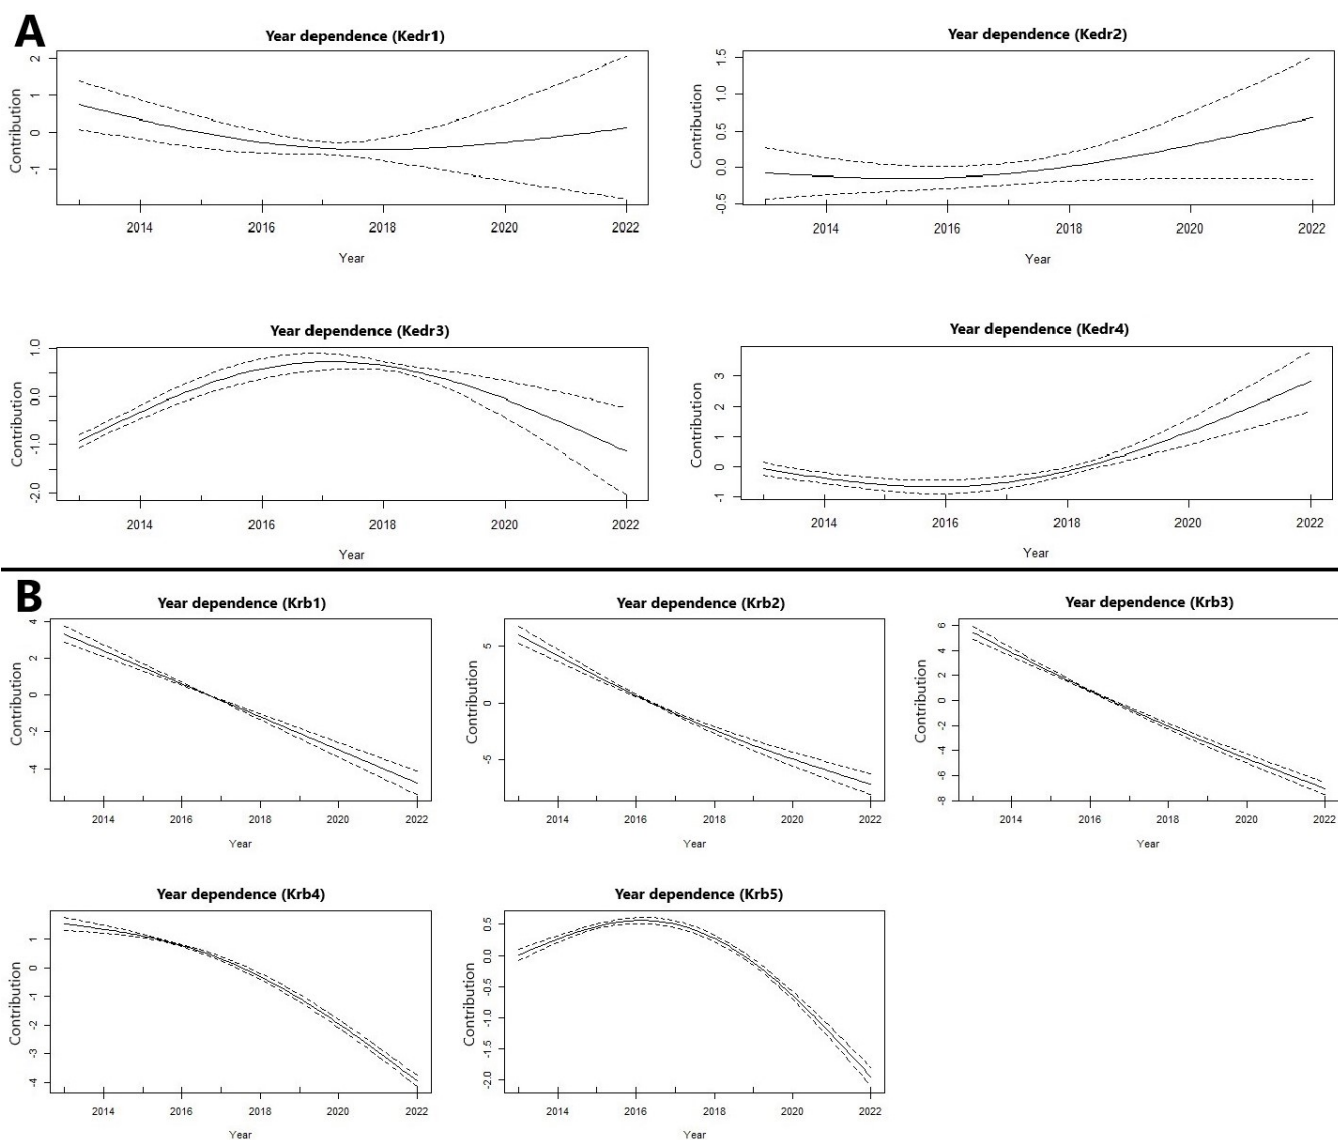 A
Year dependence (Kedr1)
Contribution
2
1
0
-1
2014 2016 2018 2020 2022
Year
Year dependence (Kedr2)
Contribution
1.5
1.0
0.5
0.0
-0.5
2014 2016 2018 2020 2022
Year
Year dependence (Kedr3)
Contribution
1.0
0.0
-1.0
-2.0
2014 2016 2018 2020 2022
Year
Year dependence (Kedr4)
Contribution
3
2
1
0
-1
2014 2016 2018 2020 2022
Year
B
Year dependence (Krb1)
Contribution
4
2
0
-2
-4
2014 2016 2018 2020 2022
Year
Year dependence (Krb2)
Contribution
5
0
-5
2014 2016 2018 2020 2022
Year
Year dependence (Krb3)
Contribution
6
4
2
0
-2
-4
-6
-8
2014 2016 2018 2020 2022
Year
Year dependence (Krb4)
Contribution
1
0
-1
-2
-3
-4
2014 2016 2018 2020 2022
Year
Year dependence (Krb5)
Contribution
0.5
0.0
-0.5
-1.0
-1.5
-2.0
2014 2016 2018 2020 2022
Year